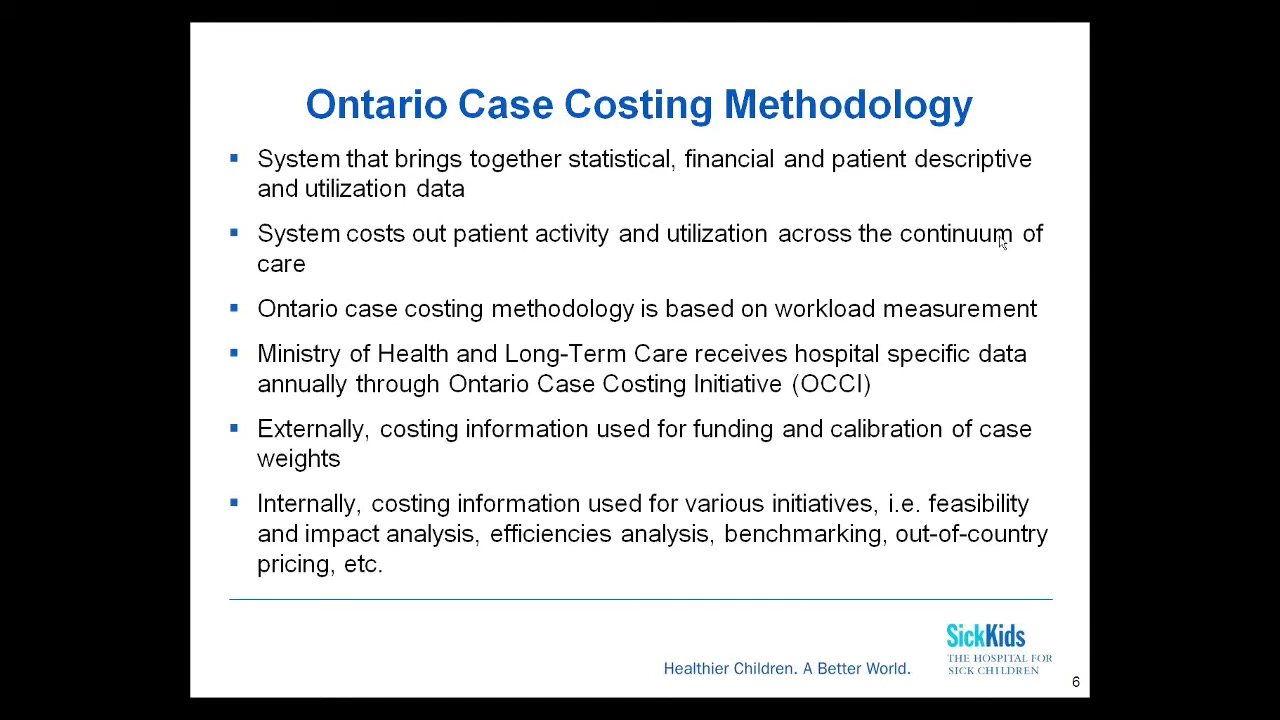 Ontario Case Costing Methodology
▪ System that brings together statistical, financial and patient descriptive
and utilization data
▪ System costs out patient activity and utilization across the continuum of
care
▪ Ontario case costing methodology is based on workload measurement
▪ Ministry of Health and Long-Term Care receives hospital specific data
annually through Ontario Case Costing Initiative (OCCI)
▪ Externally, costing information used for funding and calibration of case
weights
▪ Internally, costing information used for various initiatives, i.e. feasibility
and impact analysis, efficiencies analysis, benchmarking, out-of-country
pricing, etc.
Healthier Children. A Better World.
SickKids
THE HOSPITAL FOR
SICK CHILDREN
6